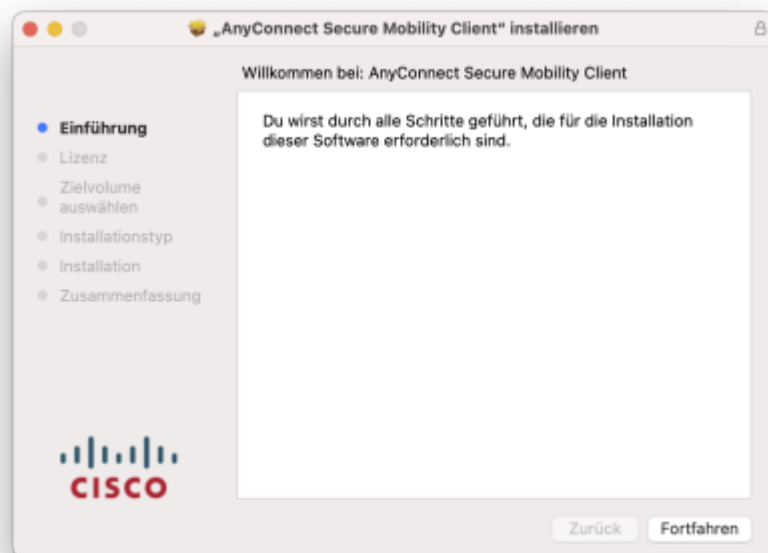 „AnyConnect Secure Mobility Client“ installieren
Willkommen bei: AnyConnect Secure Mobility Client
Einführung
Lizenz
Zielvolume
auswählen
Installationstyp
Installation
Zusammenfassung
Du wirst durch alle Schritte geführt, die für die Installation
dieser Software erforderlich sind.
CISCO
Zurück
Fortfahren